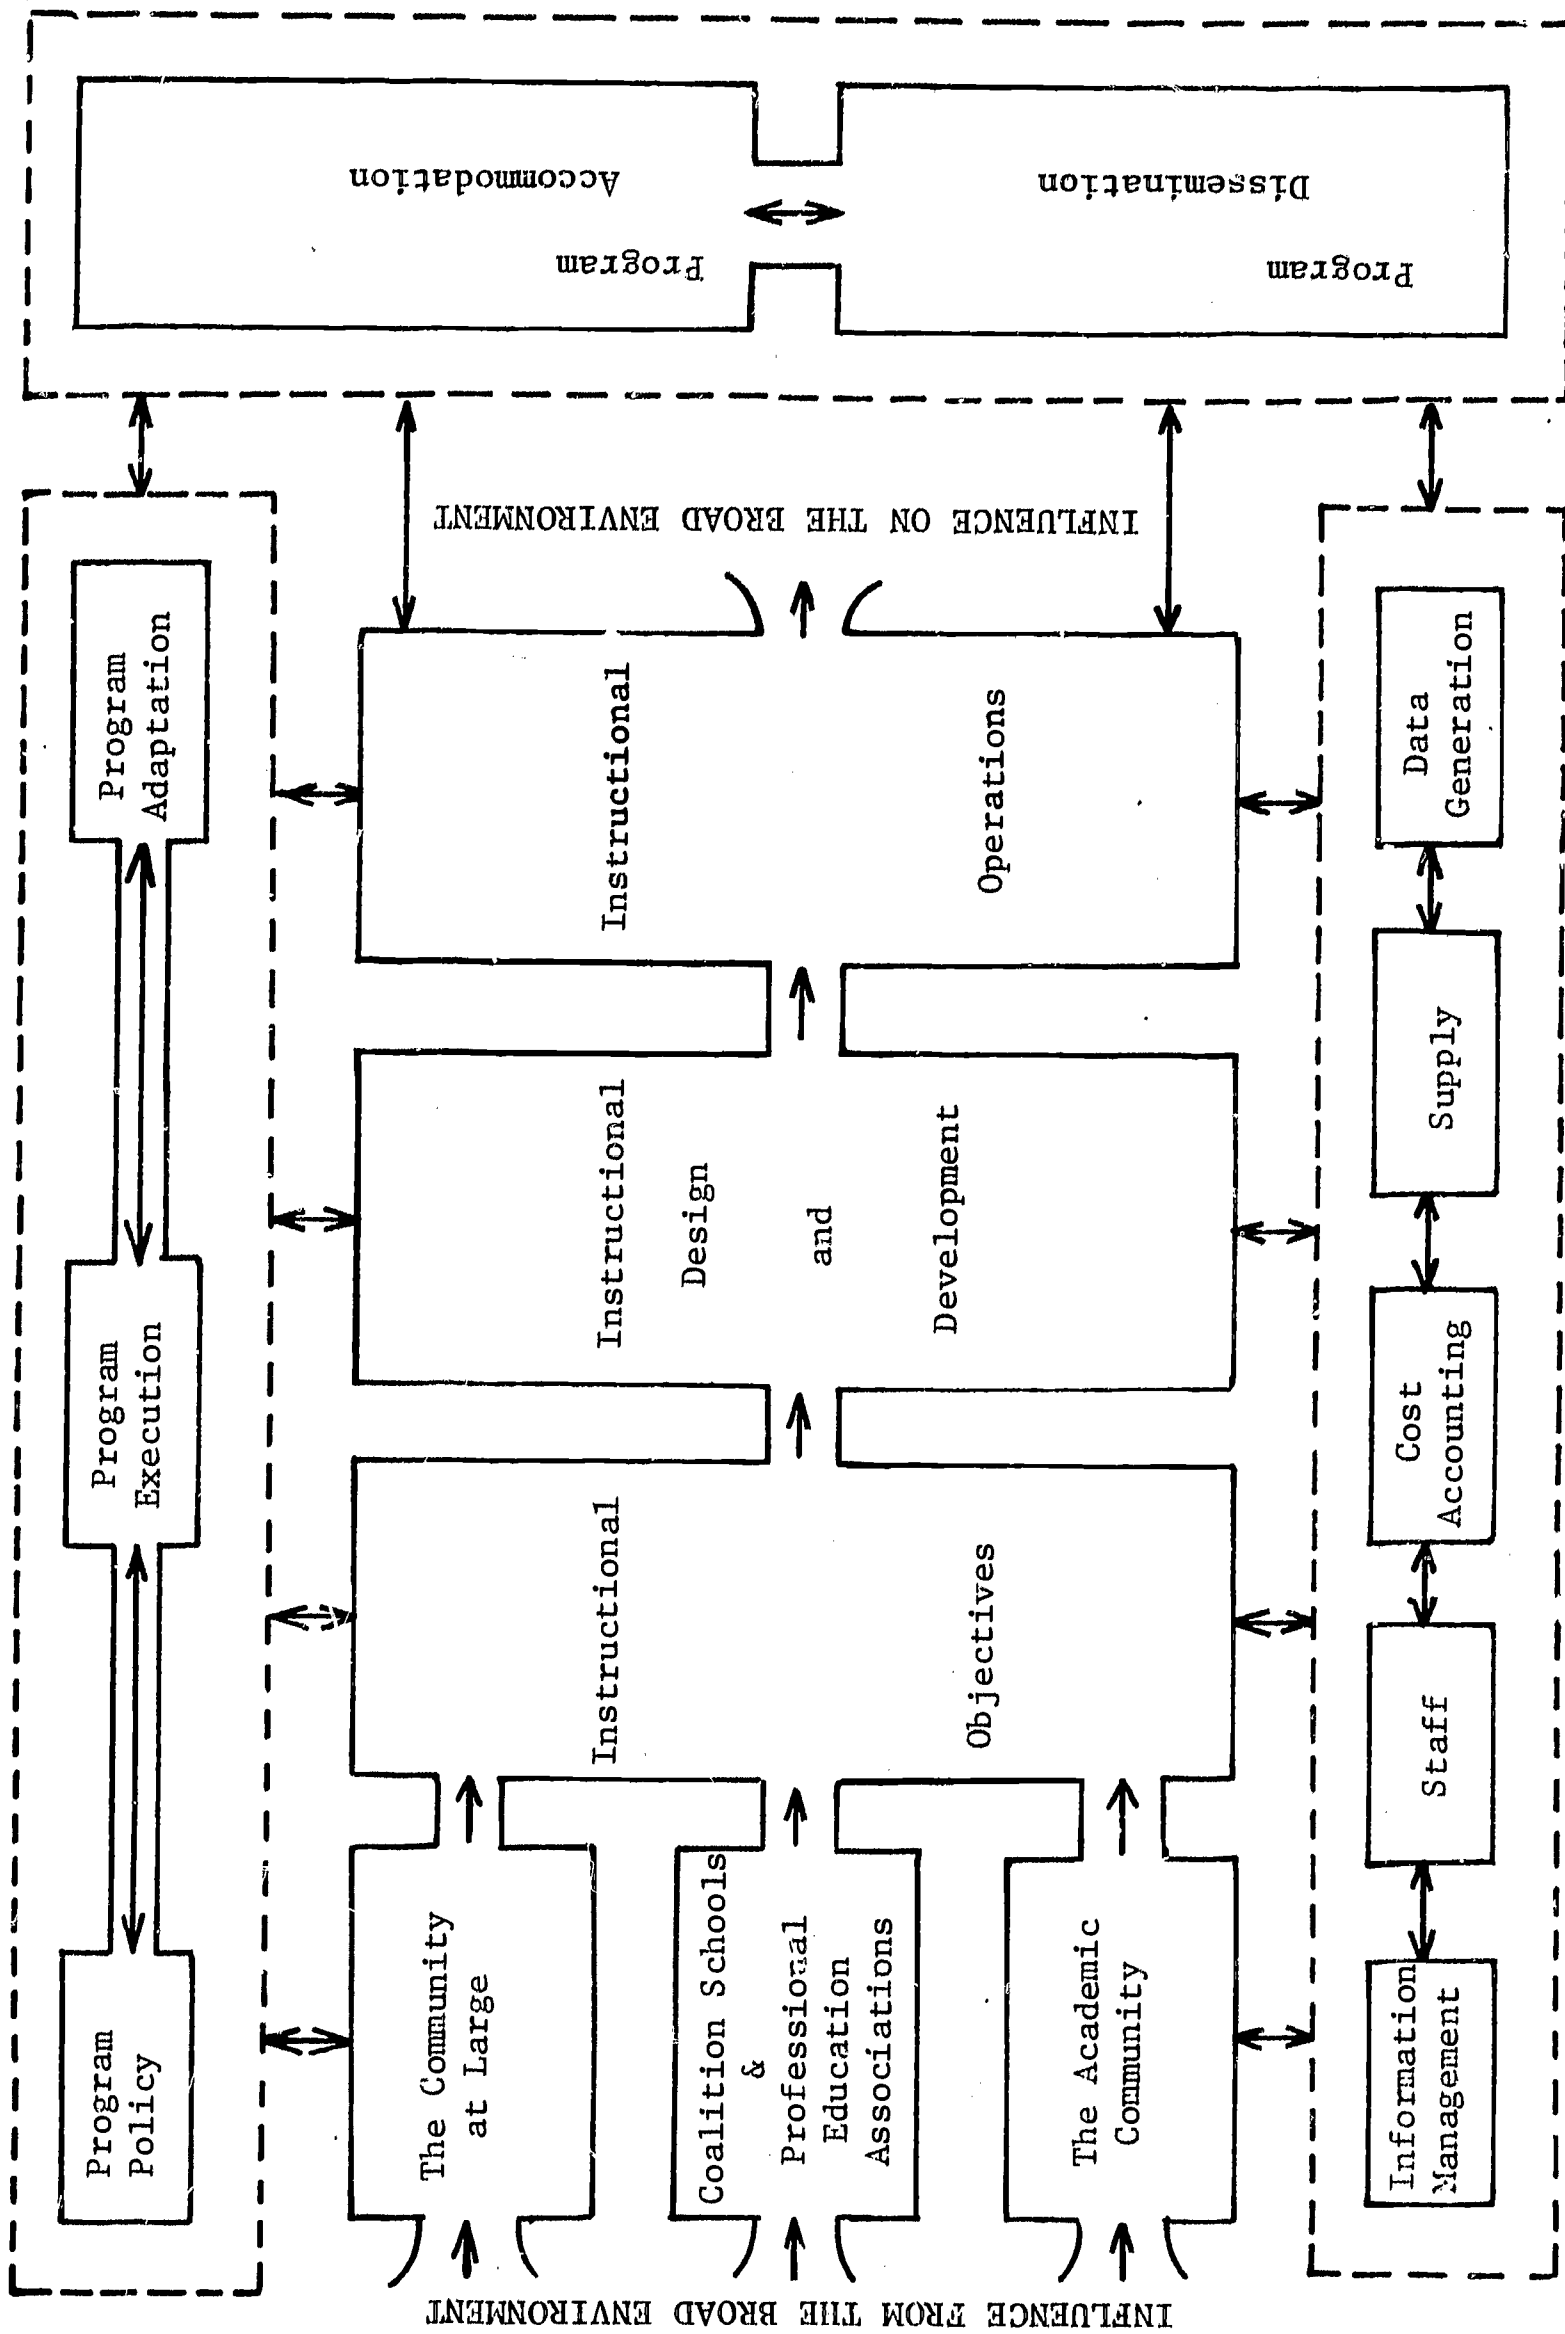 Program
Policy
Program
Execution
Program
Adaptation
INFLUENCE FROM THE BROAD ENVIRONMENT
The Community
at Large
Coalition Schools
&
Professional
Education
Associations
The Academic
Community
Instructional
Objectives
Instructional
Design
and
Development
Instructional
Operations
INFLUENCE ON THE BROAD ENVIRONMENT
Information
Management
Staff
Cost
Accounting
Supply
Data
Generation
Program
Accommodation
Program
Dissemination